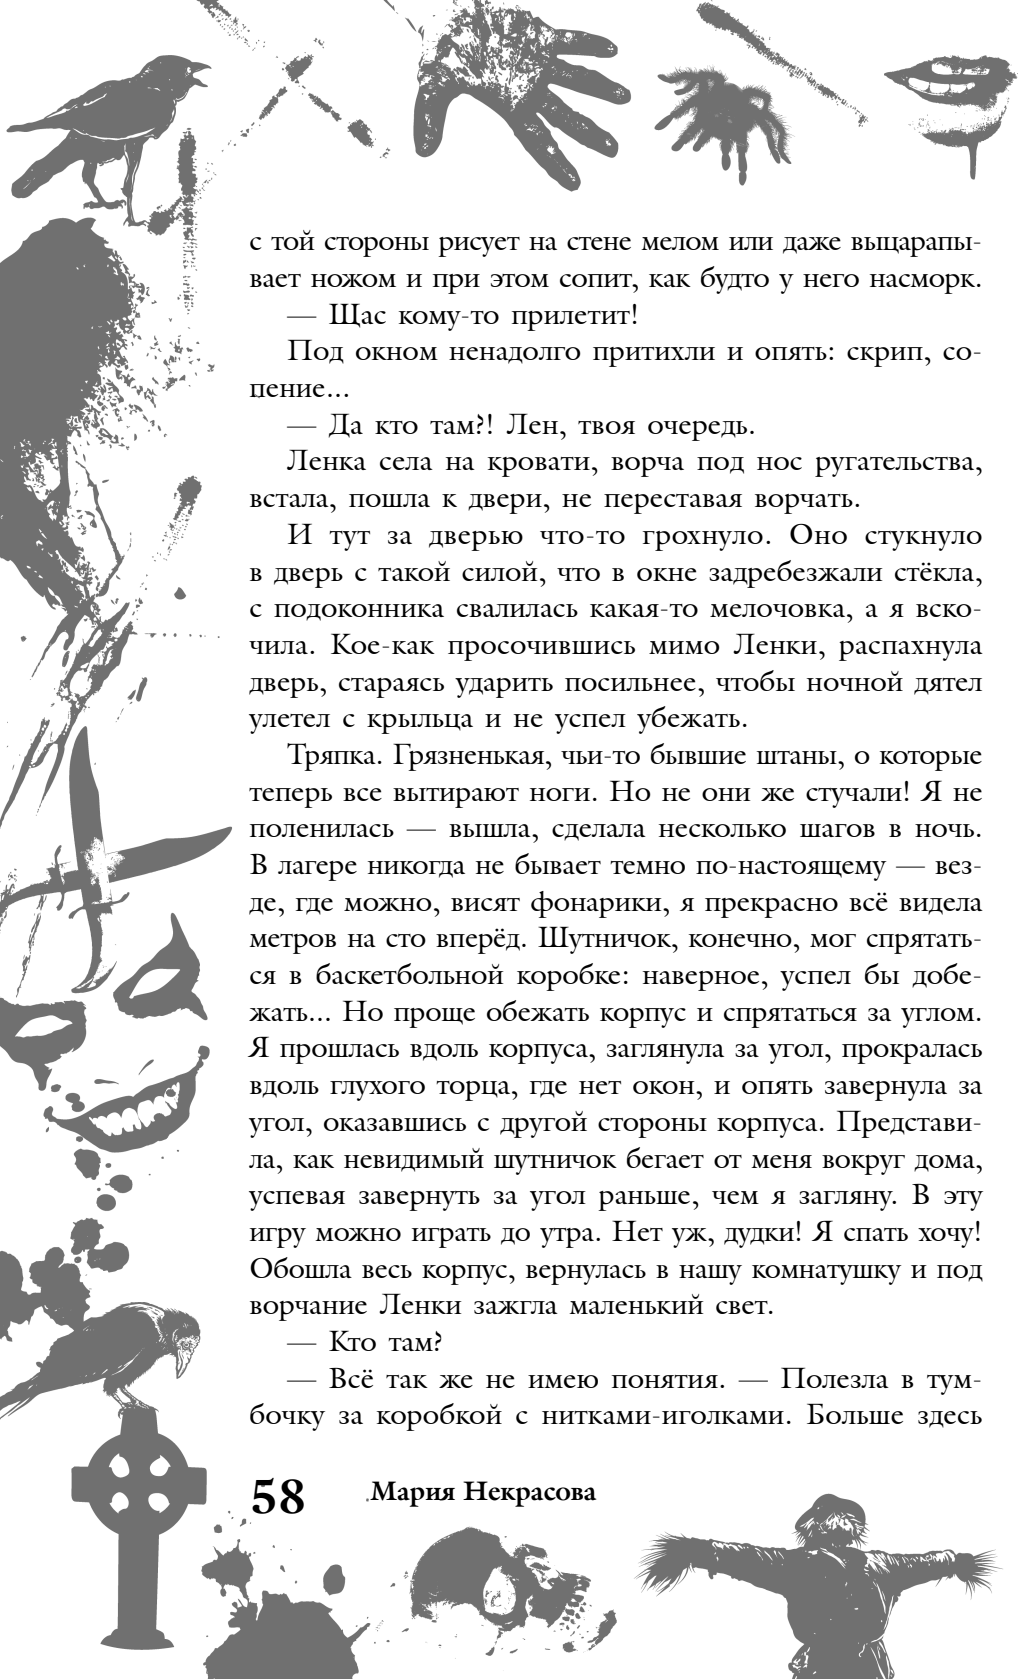 с той стороны рисует на стене мелом или даже выцарапы-
вает ножом и при этом сопит, как будто у него насморк.
— Щас кому-то прилетит!
Под окном ненадолго притихли и опять: скрип, со-
пение...
— Да кто там?! Лен, твоя очередь.
Ленка села на кровати, ворча под нос ругательства,
встала, пошла к двери, не переставая ворчать.
И тут за дверью что-то грохнуло. Оно стукнуло
в дверь с такой силой, что в окне задребезжали стёкла,
с подоконника свалилась какая-то мелочовка, а я вско-
чила. Кое-как просочившись мимо Ленки, распахнула
дверь, стараясь ударить посильнее, чтобы ночной дятел
улетел с крыльца и не успел убежать.
Тряпка. Грязненькая, чьи-то бывшие штаны, о которые
теперь все вытирают ноги. Но не они же стучали! Я не
поленилась — вышла, сделала несколько шагов в ночь.
В лагере никогда не бывает темно по-настоящему — вез-
де, где можно, висят фонарики, я прекрасно всё видела
метров на сто вперёд. Шутничок, конечно, мог спрятать-
ся в баскетбольной коробке: наверное, успел бы добе-
жать... Но проще обежать корпус и спрятаться за углом.
Я прошлась вдоль корпуса, заглянула за угол, прокралась
вдоль глухого торца, где нет окон, и опять завернула за
угол, оказавшись с другой стороны корпуса. Представи-
ла, как невидимый шутничок бегает от меня вокруг дома,
успевая завернуть за угол раньше, чем я загляну. В эту
игру можно играть до утра. Нет уж, дудки! Я спать хочу!
Обошла весь корпус, вернулась в нашу комнатушку и под
ворчание Ленки зажгла маленький свет.
— Кто там?
— Всё так же не имею понятия. — Полезла в тум-
бочку за коробкой с нитками-иголками. Больше здесь
58 Мария Некрасова